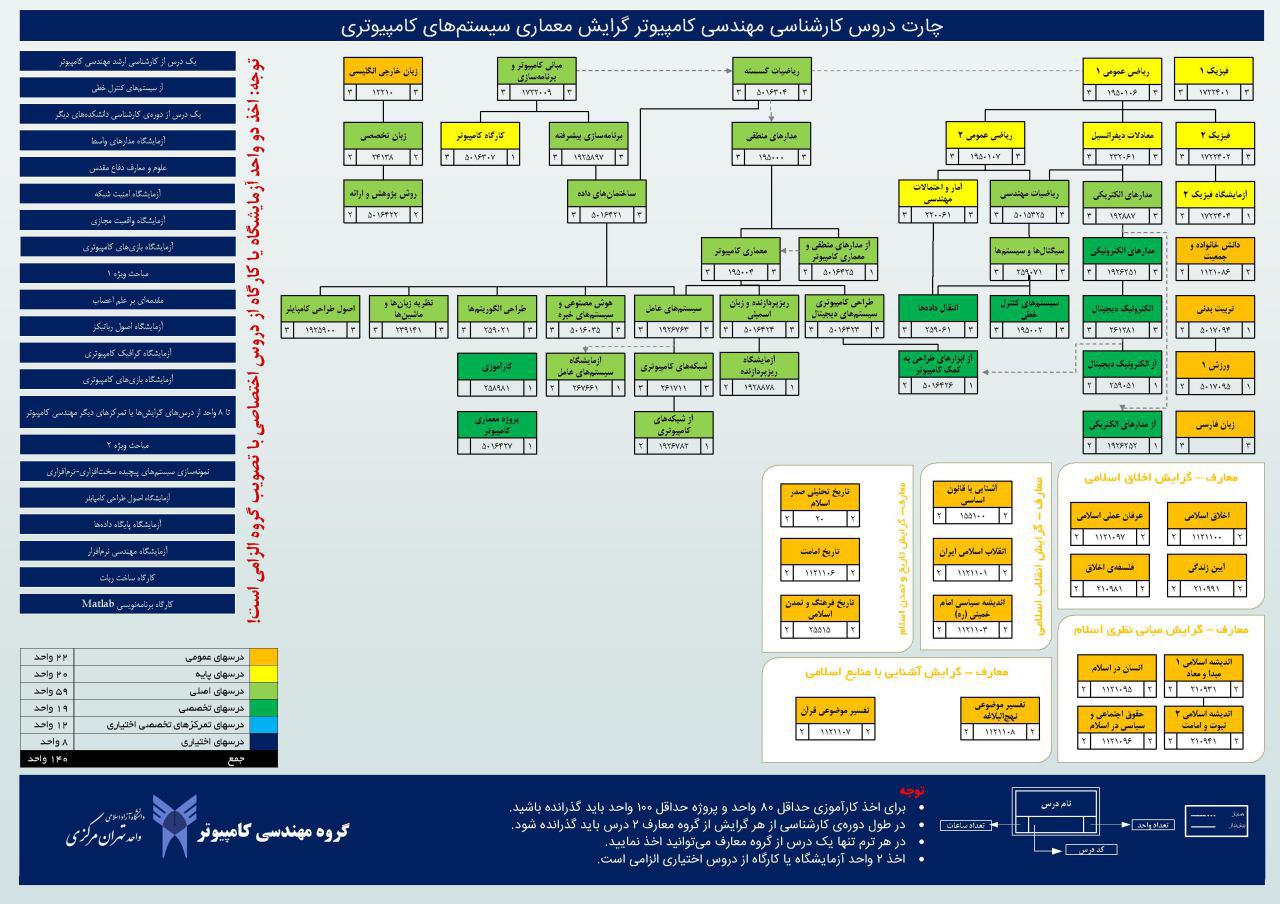 چارت دروس کارشناسی مهندسی کامپیوتر گرایش معماری سیستم‌های کامپیوتری
فیزیک ۱
۳ ۱۷۲۲۴۰۱ ۳
ریاضی عمومی ۱
۳ ۱۹۵۰۱۰۶ ۳
ریاضیات گسسته
۳ ۵۰۱۶۳۰۴ ۳
مبانی کامپیوتر و
برنامه‌سازی
۳ ۱۷۲۲۰۰۹ ۳
زبان خارجی انگلیسی
۳ ۱۲۲۱۰ ۳
فیزیک ۲
۳ ۱۷۲۲۴۰۲ ۳
معادلات دیفرانسیل
۳ ۲۳۲۰۶۱ ۳
ریاضی عمومی ۲
۳ ۱۹۵۰۱۰۷ ۳
مدارهای منطقی
۳ ۱۹۵۰۰۰ ۳
برنامه‌سازی پیشرفته
۳ ۱۹۲۵۸۹۷ ۳
کارگاه کامپیوتر
۱ ۵۰۱۶۳۰۷ ۳
زبان تخصصی
۲ ۲۴۱۳۸ ۲
آزمایشگاه فیزیک ۲
۱ ۱۷۲۲۴۰۴ ۲
مدارهای الکتریکی
۳ ۱۹۲۸۸۷ ۳
ریاضیات مهندسی
۳ ۵۰۱۵۳۲۵ ۳
آمار و احتمالات
مهندسی
۳ ۲۲۰۰۶۱ ۳
ساختمان‌های داده
۳ ۵۰۱۶۴۲۱ ۳
روش پژوهش و ارائه
۲ ۵۰۱۶۴۲۲ ۲
دانش خانواده و
جمعیت
۲ ۱۱۲۱۰۸۶ ۲
مدارهای الکترونیکی
۳ ۱۹۲۶۲۵۱ ۳
سیگنال‌ها و سیستم‌ها
۳ ۲۵۹۰۷۱ ۳
آز مدارهای منطقی و
معماری کامپیوتر
۱ ۵۰۱۶۴۲۵ ۲
معماری کامپیوتر
۳ ۱۹۵۰۰۴ ۳
تربیت بدنی
۲ ۵۰۱۷۰۹۴
الکترونیک دیجیتال
۳ ۲۶۱۲۸۱ ۳
سیستم‌های کنترل
خطی
۳ ۱۹۵۰۰۲ ۳
انتقال داده‌ها
۳ ۲۵۹۰۶۱ ۳
طراحی کامپیوتری
سیستم‌های دیجیتال
۳ ۵۰۱۶۴۲۳ ۳
ریزپردازنده و زبان
اسمبلی
۳ ۵۰۱۶۴۲۴ ۳
سیستم‌های عامل
۳ ۱۹۲۶۷۶۳ ۳
هوش مصنوعی و
سیستم‌های خبره
۳ ۵۰۱۶۰۳۵ ۳
طراحی الگوریتم‌ها
۳ ۲۵۹۰۲۱ ۳
نظریه زبان‌ها و
ماشین‌ها
۳ ۲۳۹۱۴۱ ۳
اصول طراحی کامپایلر
۳ ۱۹۲۵۹۰۰ ۳
ورزش ۱
۲ ۵۰۱۷۰۹۵
آز الکترونیک دیجیتال
۱ ۲۵۹۰۵۱ ۲
آز ابزارهای طراحی به
کمک کامپیوتر
۱ ۵۰۱۶۴۲۶ ۲
آزمایشگاه
ریزپردازنده
۱ ۱۹۲۸۸۷۸ ۲
شبکه‌های کامپیوتری
۳ ۲۶۱۷۱۱ ۳
آزمایشگاه
سیستم‌های عامل
۱ ۲۶۷۶۶۱ ۲
کارآموزی
۱ ۲۵۸۹۸۱
زبان فارسی
۳ ۳
آز مدارهای الکتریکی
۱ ۱۹۲۶۲۵۲ ۲
آز شبکه‌های
کامپیوتری
۱ ۱۹۲۶۷۸۲ ۲
پروژه معماری
کامپیوتر
۵۰۱۶۴۲۷
یک درس از کارشناسی ارشد مهندسی کامپیوتر
از سیستم‌های کنترل خطی
یک درس از دوره‌ی کارشناسی دانشکده‌های دیگر
آزمایشگاه مدارهای واسط
علوم و معارف دفاع مقدس
آزمایشگاه امنیت شبکه
آزمایشگاه واقعیت مجازی
آزمایشگاه بازی‌های کامپیوتری
مباحث ویژه ۱
مقدمه‌ای بر علم اعصاب
آزمایشگاه اصول رباتیکز
آزمایشگاه گرافیک کامپیوتری
آزمایشگاه بازی‌های کامپیوتری
تا ۸ واحد از درس‌های گرایش‌ها یا تمرکزهای دیگر مهندسی کامپیوتر
مباحث ویژه ۲
نمونه‌سازی سیستم‌های پیچیده سخت‌افزاری-نرم‌افزاری
آزمایشگاه اصول طراحی کامپایلر
آزمایشگاه پایگاه داده‌ها
آزمایشگاه مهندسی نرم‌افزار
کارگاه ساخت ربات
کارگاه برنامه‌نویسی Matlab
توجه: اخذ دو واحد آزمایشگاه یا کارگاه از دروس اختصاصی با تصویب گروه الزامی است!
معارف – گرایش اخلاق اسلامی
اخلاق اسلامی
۲ ۱۱۲۱۱۰۰ ۲
عرفان عملی اسلامی
۲ ۱۱۲۱۰۹۷ ۲
آیین زندگی
۲ ۲۱۰۹۹۱ ۲
فلسفه‌ی اخلاق
۲ ۲۱۰۹۸۱ ۲
معارف – گرایش انقلاب اسلامی
آشنایی با قانون
اساسی
۲ ۱۵۵۱۰۰ ۲
انقلاب اسلامی ایران
۲ ۱۱۲۱۱۰۱ ۲
اندیشه سیاسی امام
خمینی (ره)
۲ ۱۱۲۱۱۰۳ ۲
معارف– گرایش تاریخ و تمدن اسلام
تاریخ تحلیلی صدر
اسلام
۲ ۲۰ ۲
تاریخ امامت
۲ ۱۱۲۱۱۰۶ ۲
تاریخ فرهنگ و تمدن
اسلامی
۲ ۲۵۵۱۵ ۲
معارف – گرایش مبانی نظری اسلام
اندیشه اسلامی ۱
مبدا و معاد
۲ ۲۱۰۹۳۱ ۲
انسان در اسلام
۲ ۱۱۲۱۰۹۵ ۲
اندیشه اسلامی ۲
نبوت و امامت
۲ ۲۱۰۹۴۱ ۲
حقوق اجتماعی و
سیاسی در اسلام
۲ ۱۱۲۱۰۹۶ ۲
معارف – گرایش آشنایی با منابع اسلامی
تفسیر موضوعی
نهج‌البلاغه
۲ ۱۱۲۱۱۰۸ ۲
تفسیر موضوعی قرآن
۲ ۱۱۲۱۱۰۷ ۲
درسهای عمومی ۲۲ واحد
درسهای پایه ۲۰ واحد
درسهای اصلی ۵۹ واحد
درسهای تخصصی ۱۹ واحد
درسهای تمرکزهای تخصصی اختیاری ۱۲ واحد
درسهای اختیاری ۸ واحد
جمع ۱۴۰ واحد
توجه
• برای اخذ کارآموزی حداقل ۸۰ واحد و پروژه حداقل ۱۰۰ واحد باید گذرانده باشید.
• در طول دوره‌ی کارشناسی از هر گرایش از گروه معارف ۲ درس باید گذرانده شود.
• در هر ترم تنها یک درس از گروه معارف می‌توانید اخذ نمایید.
• اخذ ۲ واحد آزمایشگاه یا کارگاه از دروس اختیاری الزامی است.
نام درس
تعداد واحد
تعداد ساعات
کد درس
همنیاز
پیش‌نیاز
گروه مهندسی کامپیوتر
دانشگاه آزاد اسلامی
واحد تهران مرکزی